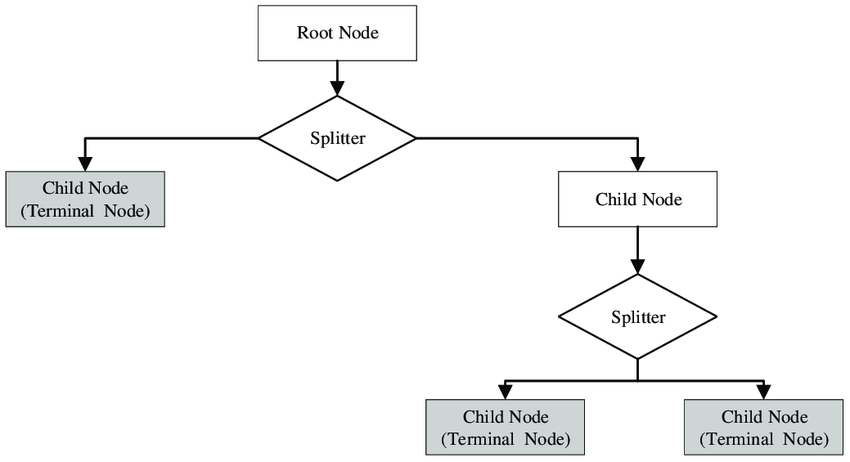 Root Node
Splitter
Child Node
(Terminal Node)
Child Node
Splitter
Child Node
(Terminal Node)
Child Node
(Terminal Node)